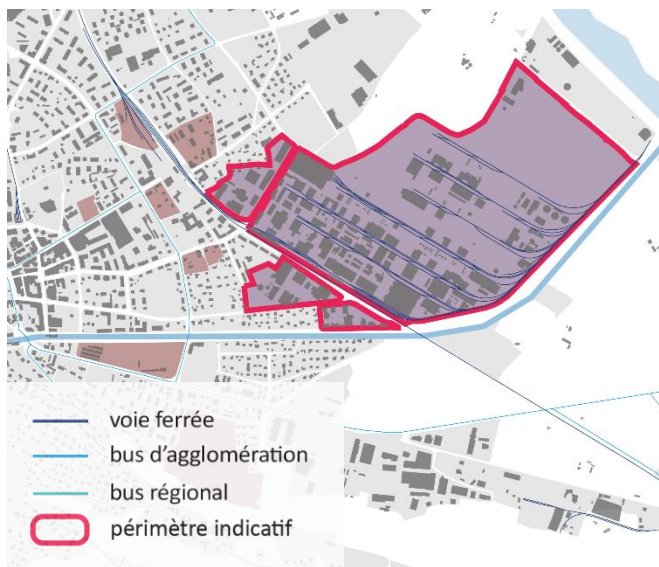 voie ferrée
bus d'agglomération
bus régional
périmètre indicatif